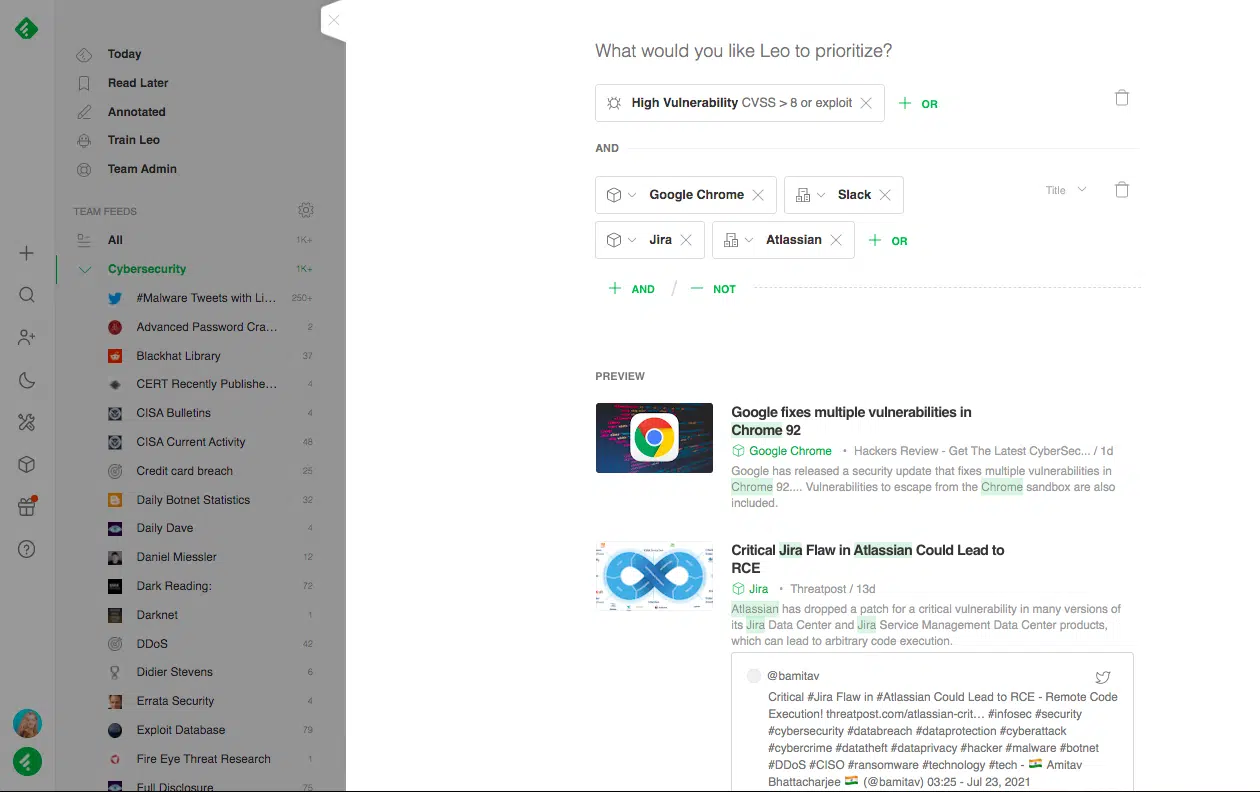 Today
Read Later
Annotated
Train Leo
Team Admin
TEAM FEEDS
All 1K+
Cybersecurity 1K+
#Malware Tweets with Li... 250+
Advanced Password Cra... 2
Blackhat Library 37
CERT Recently Publishe... 4
CISA Bulletins 4
CISA Current Activity 48
Credit card breach 25
Daily Botnet Statistics 32
Daily Dave 4
Daniel Miessler 12
Dark Reading: 72
Darknet 1
DDoS 42
Didier Stevens 6
Errata Security 4
Exploit Database 79
Fire Eye Threat Research 1
Full Disclosure 75
What would you like Leo to prioritize?
High Vulnerability CVSS > 8 or exploit
+ OR
AND
Google Chrome
Slack
Title
Jira
Atlassian
+ OR
+ AND / — NOT
PREVIEW
Google fixes multiple vulnerabilities in
Chrome 92
Google Chrome • Hackers Review - Get The Latest CyberSec... / 1d
Google has released a security update that fixes multiple vulnerabilities in
Chrome 92.... Vulnerabilities to escape from the Chrome sandbox are also
included.
Critical Jira Flaw in Atlassian Could Lead to
RCE
Jira • Threatpost / 13d
Atlassian has dropped a patch for a critical vulnerability in many versions of
its Jira Data Center and Jira Service Management Data Center products,
which can lead to arbitrary code execution.
@bamitav
Critical #Jira Flaw in #Atlassian Could Lead to RCE - Remote Code
Execution! threatpost.com/atlassian-crit... #infosec #security
#cybersecurity #databreach #dataprotection #cyberattack
#cybercrime #datatheft #dataprivacy #hacker #malware #botnet
#DDoS #CISO #ransomware #technology #tech - 🇮🇳 Amitav
Bhattacharjee 🇮🇳 (@bamitav) 03:25 - Jul 23, 2021